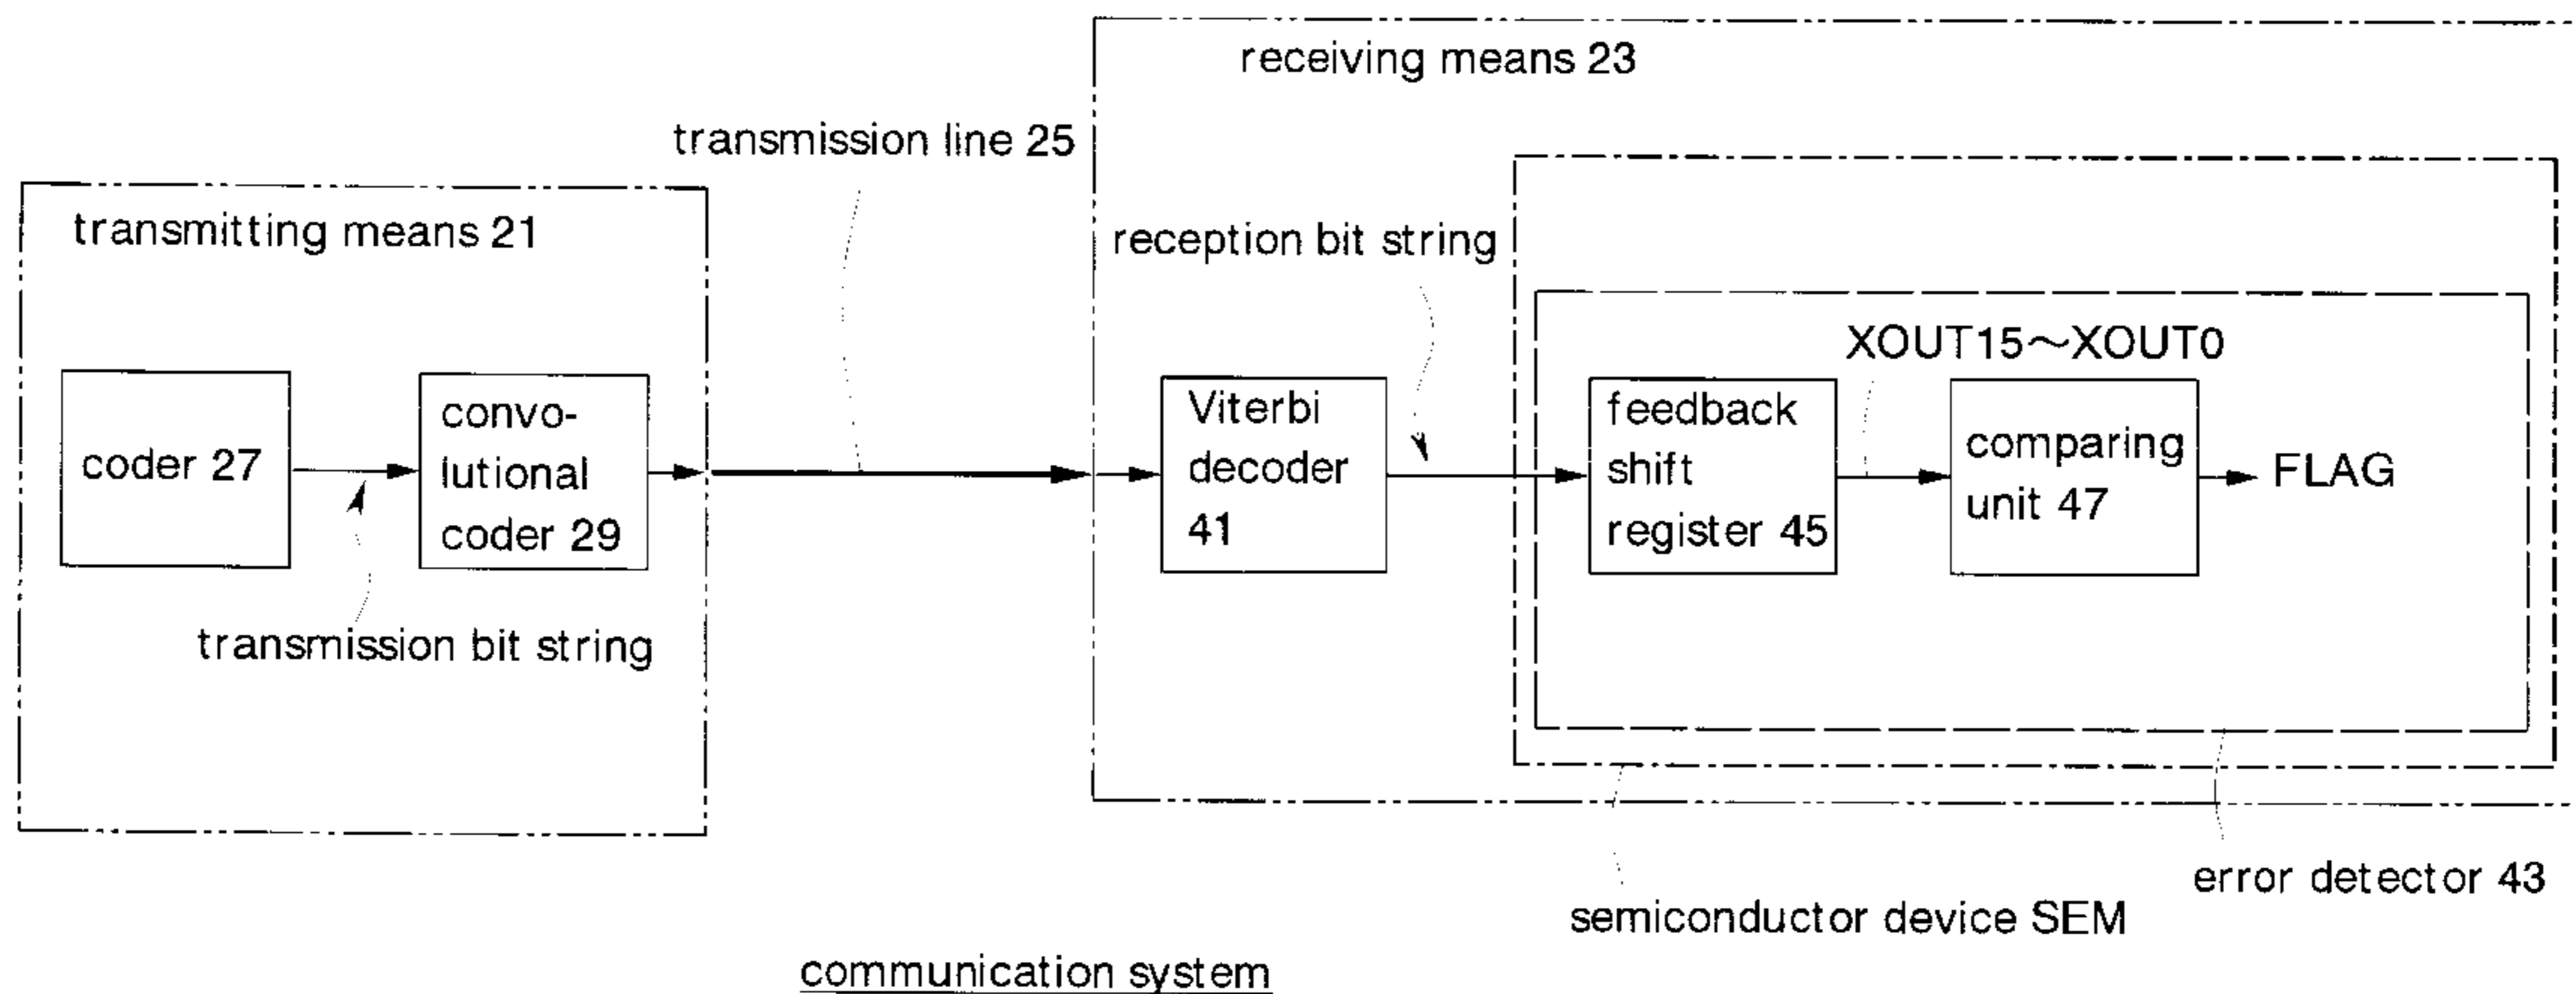 receiving means 23
transmission line 25
transmitting means 21
reception bit string
XOUT15～XOUT0
coder 27
convo-
lutional
coder 29
Viterbi
decoder
41
feedback
shift
register 45
comparing
unit 47
FLAG
transmission bit string
error detector 43
semiconductor device SEM
communication system